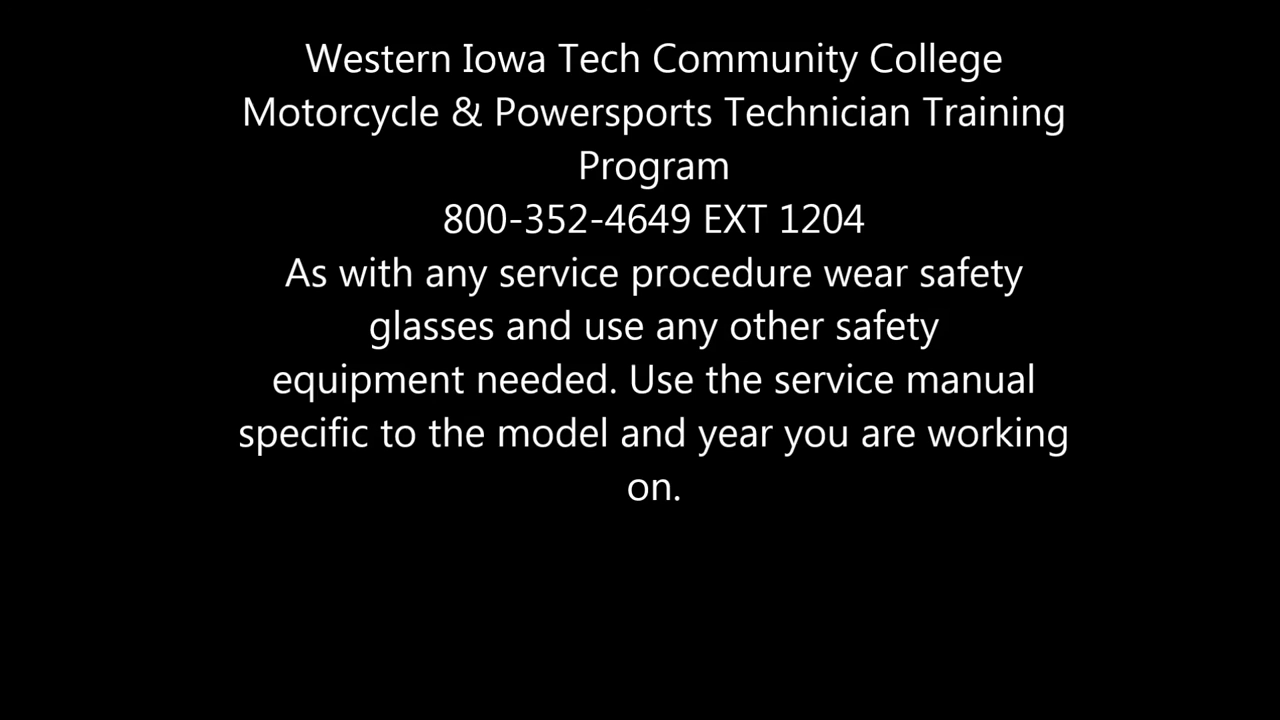 Western Iowa Tech Community College
Motorcycle & Powersports Technician Training
Program
800-352-4649 EXT 1204
As with any service procedure wear safety
glasses and use any other safety
equipment needed. Use the service manual
specific to the model and year you are working
on.